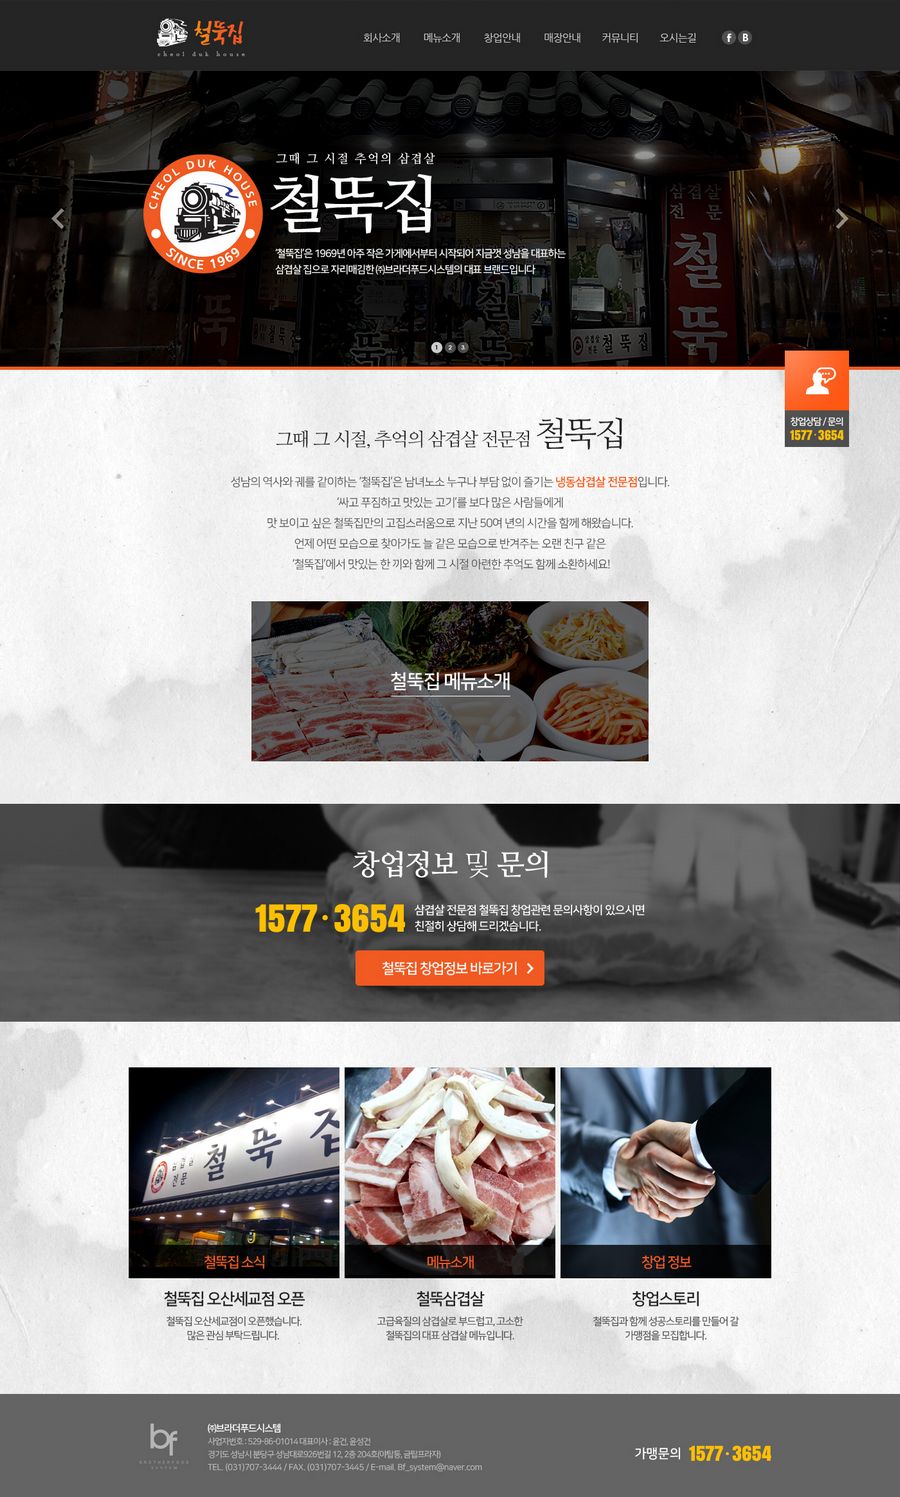 철뚝집
cheol duk house
회사소개 메뉴소개 창업안내 매장안내 커뮤니티 오시는길 f B
CHEOL DUK HOUSE
SINCE 1969
그때 그 시절 추억의 삼겹살
철뚝집
'철뚝집'은 1969년 아주 작은 가게에서부터 시작되어 지금껏 성남을 대표하는
삼겹살 집으로 자리매김한 ㈜브라더푸드시스템의 대표 브랜드입니다
삼겹살
전문
철뚝
삼겹살
전문 철뚝집
1 2 3
창업상담 / 문의
1577·3654
그때 그 시절, 추억의 삼겹살 전문점 철뚝집
성남의 역사와 궤를 같이하는 '철뚝집'은 남녀노소 누구나 부담 없이 즐기는 냉동삼겹살 전문점입니다.
'싸고 푸짐하고 맛있는 고기'를 보다 많은 사람들에게
맛 보이고 싶은 철뚝집만의 고집스러움으로 지난 50여 년의 시간을 함께 해왔습니다.
언제 어떤 모습으로 찾아가도 늘 같은 모습으로 반겨주는 오랜 친구 같은
'철뚝집'에서 맛있는 한 끼와 함께 그 시절 아련한 추억도 함께 소환하세요!
철뚝집 메뉴소개
창업정보 및 문의
1577·3654
삼겹살 전문점 철뚝집 창업관련 문의사항이 있으시면
친절히 상담해 드리겠습니다.
철뚝집 창업정보 바로가기
삼겹살
전문
철뚝집
철뚝집 소식
메뉴소개
창업 정보
철뚝집 오산세교점 오픈
철뚝집 오산세교점이 오픈했습니다.
많은 관심 부탁드립니다.
철뚝삼겹살
고급육질의 삼겹살로 부드럽고, 고소한
철뚝집의 대표 삼겹살 메뉴입니다.
창업스토리
철뚝집과 함께 성공스토리를 만들어 갈
가맹점을 모집합니다.
bf
BROTHERFOOD
SYSTEM
㈜브라더푸드시스템
사업자번호 : 529-86-01014 대표이사 : 윤건, 윤성건
경기도 성남시 분당구 성남대로926번길 12, 2층 204호(야탑동, 금탑프라자)
TEL. (031)707-3444 / FAX. (031)707-3445 / E-mail. Bf_system@naver.com
가맹문의 1577·3654